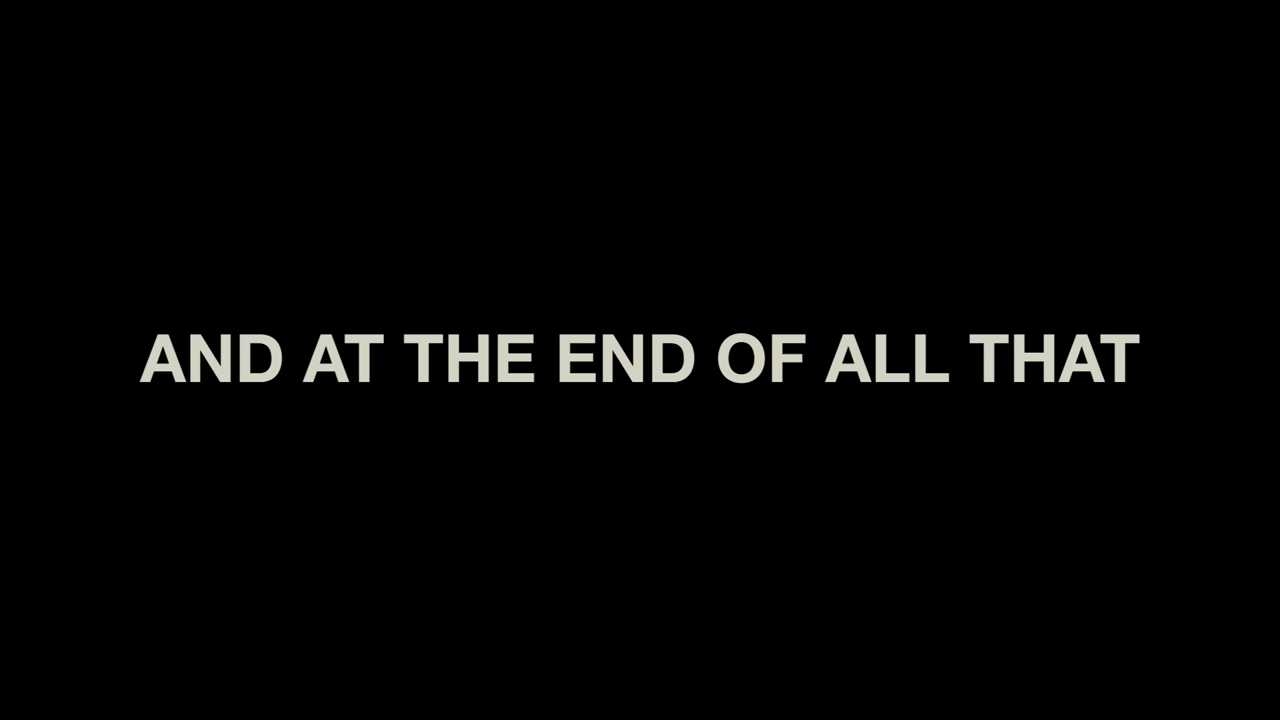 AND AT THE END OF ALL THAT